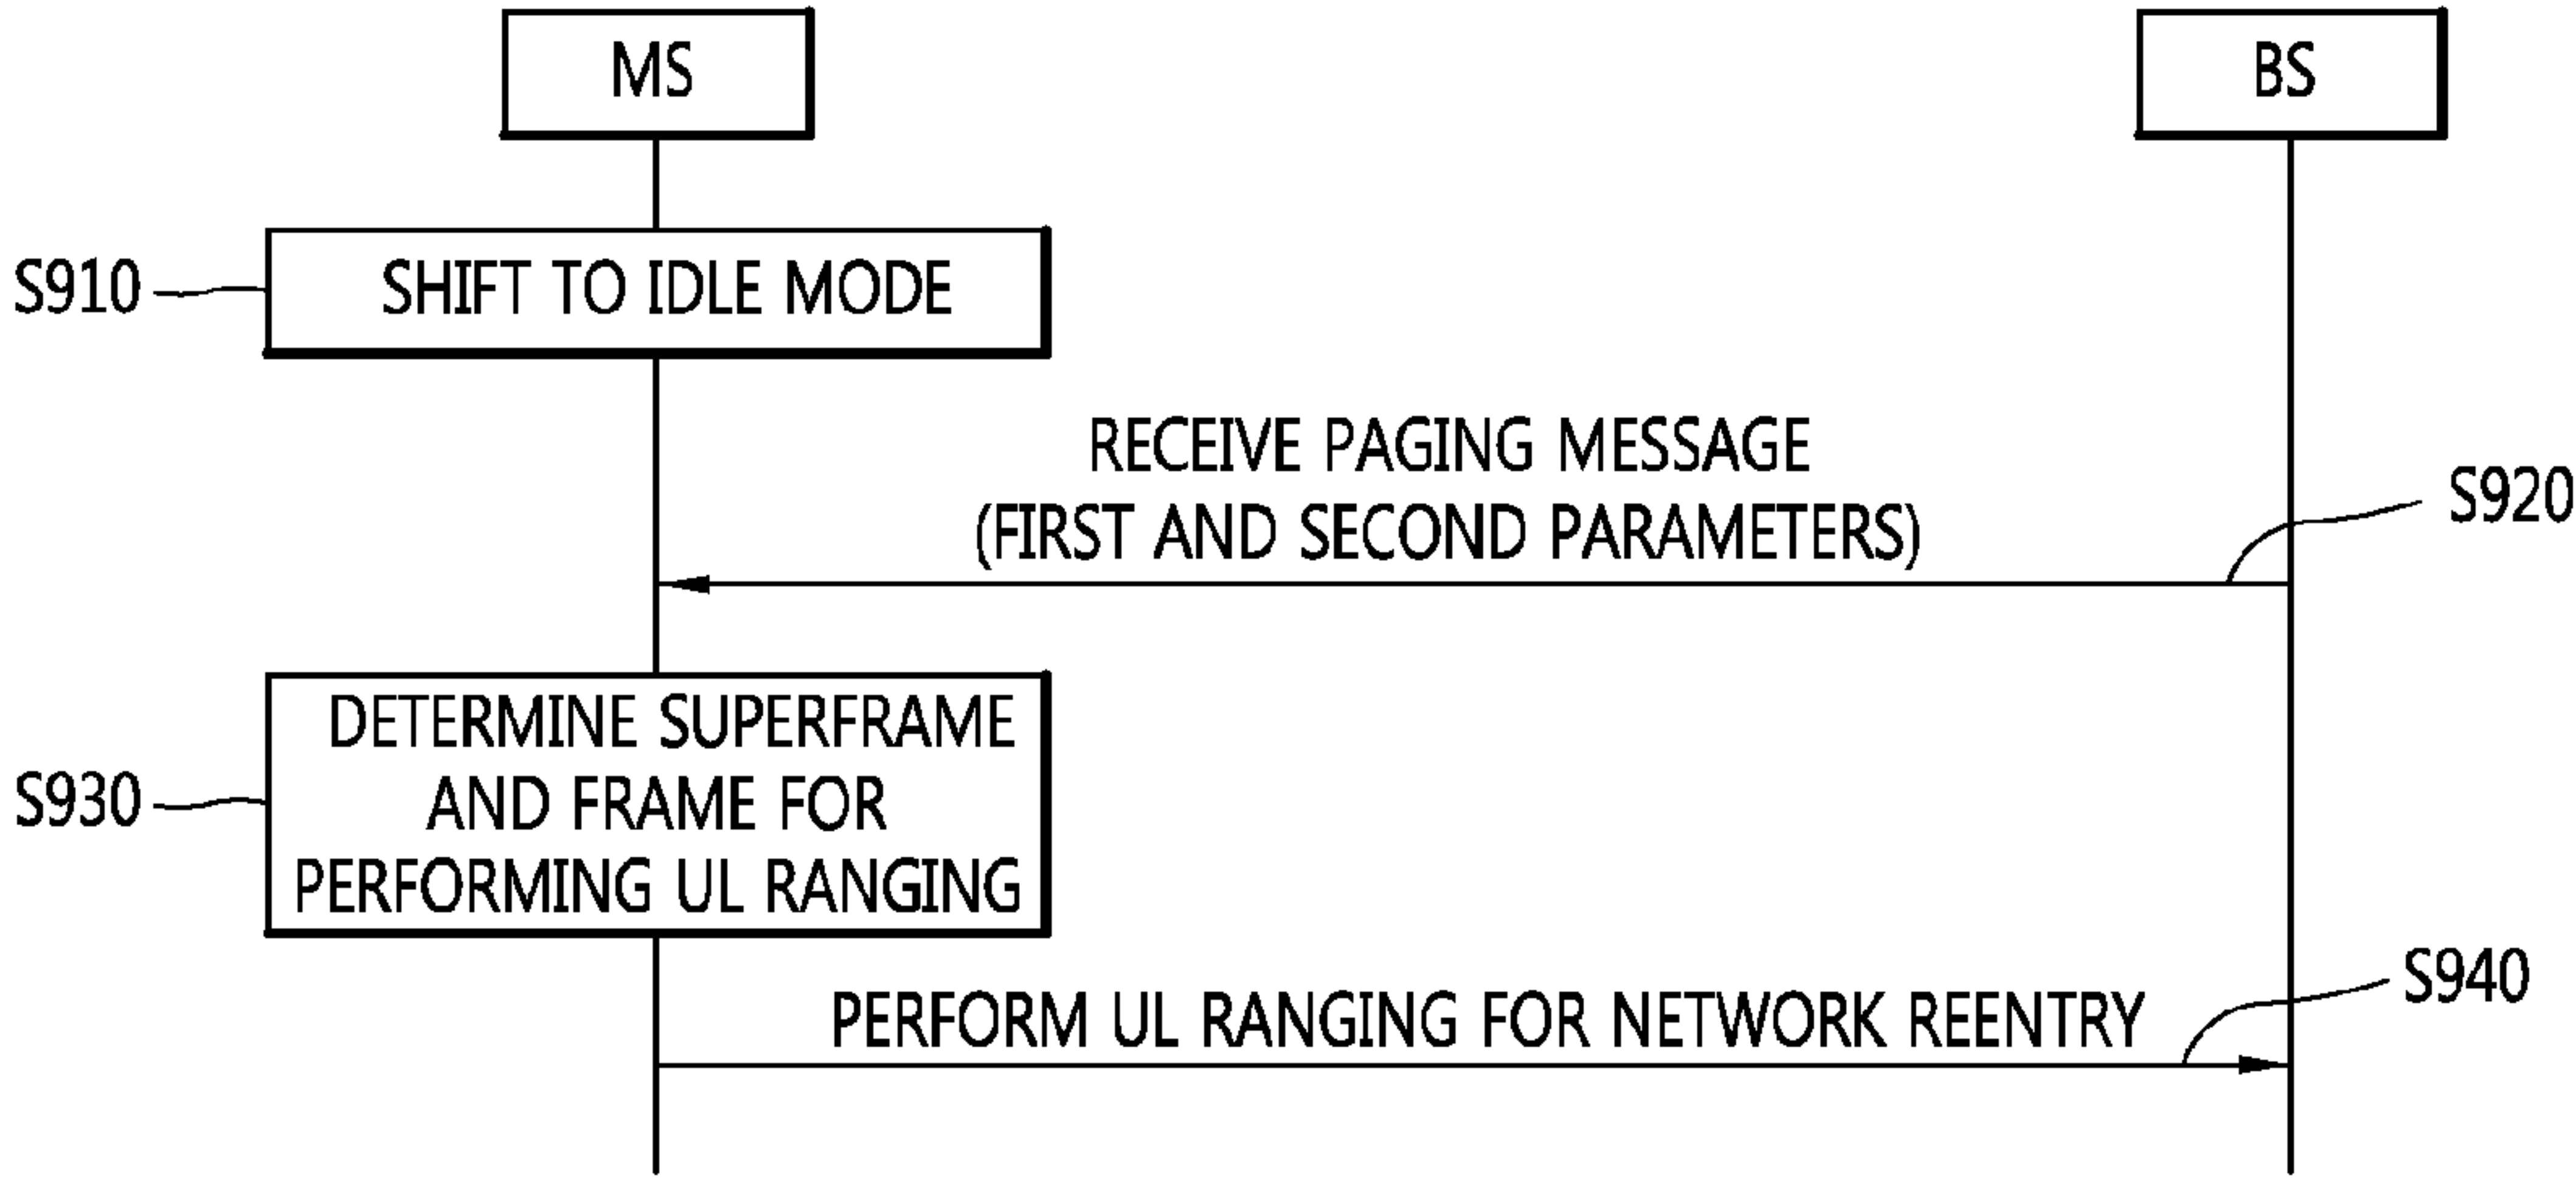 MS
BS
S910
SHIFT TO IDLE MODE
RECEIVE PAGING MESSAGE
(FIRST AND SECOND PARAMETERS)
S920
S930
DETERMINE SUPERFRAME
AND FRAME FOR
PERFORMING UL RANGING
PERFORM UL RANGING FOR NETWORK REENTRY
S940